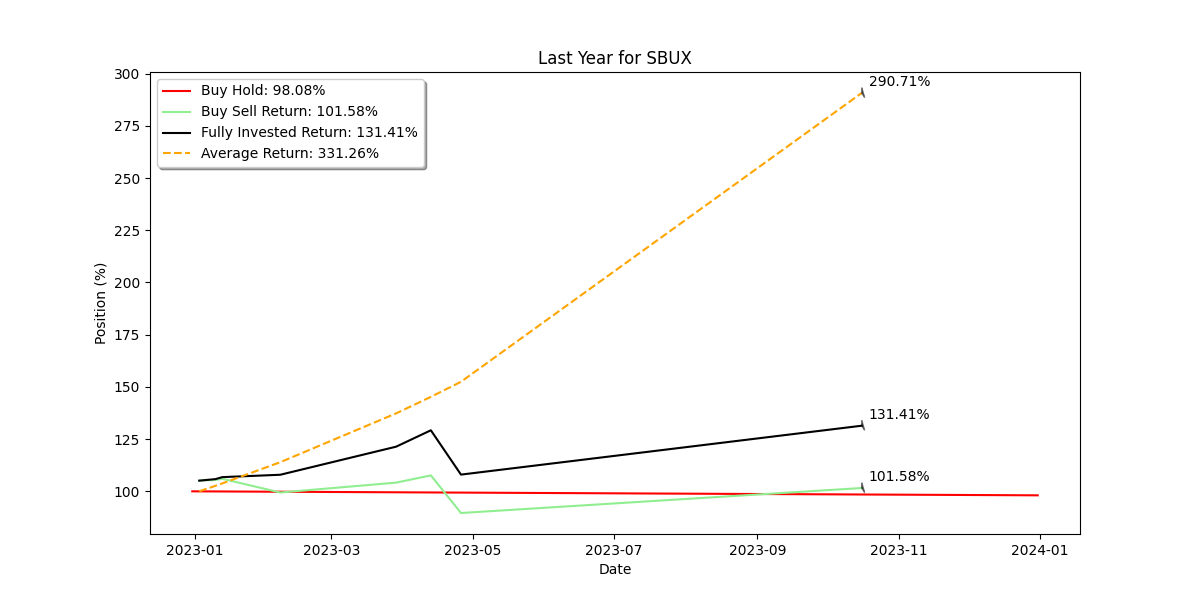 Last Year for SBUX
Buy Hold: 98.08%
Buy Sell Return: 101.58%
Fully Invested Return: 131.41%
Average Return: 331.26%
290.71%
131.41%
101.58%
300
275
250
225
200
175
150
125
100
Position (%)
2023-01
2023-03
2023-05
2023-07
2023-09
2023-11
2024-01
Date